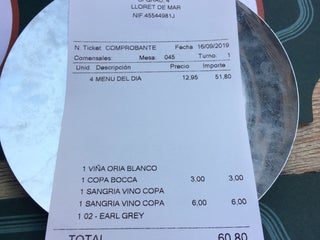 LLORET DE MAR
NIF:45544981J
N. Ticket COMPROBANTE Fecha 16/09/2019
Comensales: Mesa: 045 Turno: 1
Unid. Descripción Precio Importe
4 MENU DEL DIA 12,95 51,80
1 VIÑA ORIA BLANCO
1 COPA BOCCA 3,00 3,00
1 SANGRIA VINO COPA
1 SANGRIA VINO COPA 6,00 6,00
1 02 - EARL GREY
TOTAL 60,80